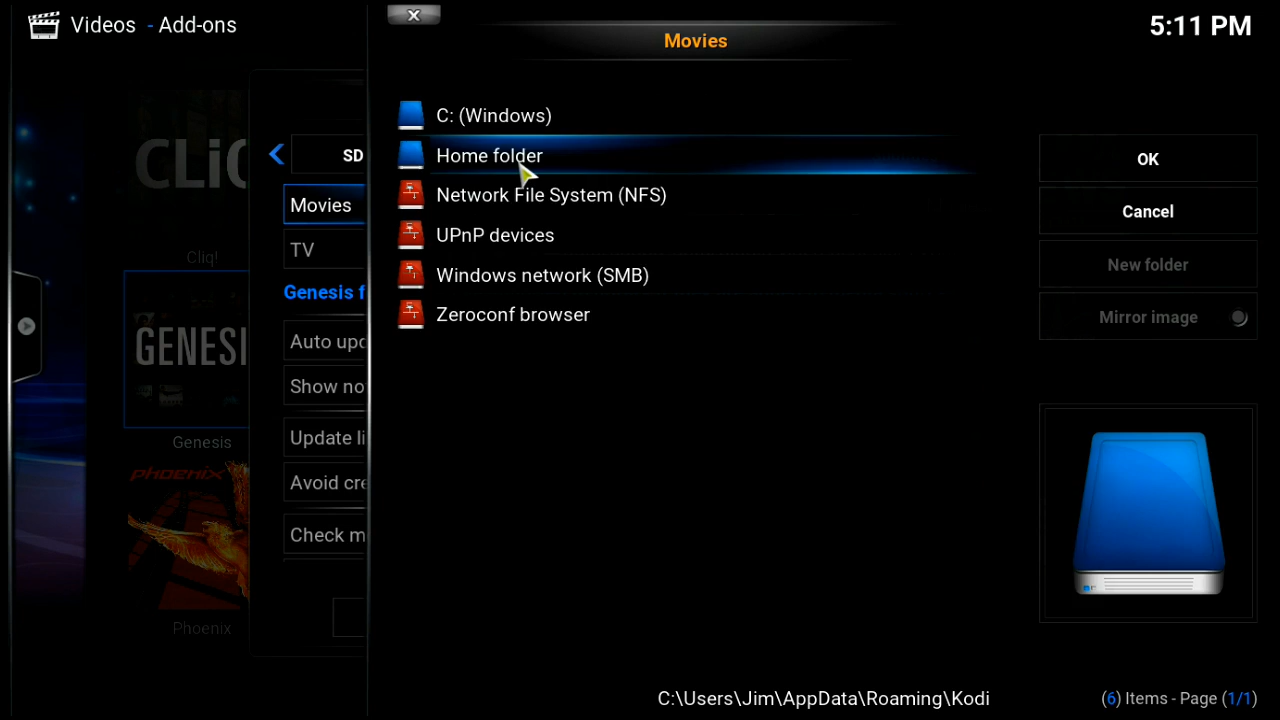 Videos - Add-ons
Movies
5:11 PM
C: (Windows)
Home folder
Network File System (NFS)
UPnP devices
Windows network (SMB)
Zeroconf browser
OK
Cancel
New folder
Mirror image
SD
Movies
TV
Genesis f
Auto upd
Show no
Update li
Avoid cre
Check m
CLiQ
Cliq!
GENESI
Genesis
PHOENIX
Phoenix
C:\Users\Jim\AppData\Roaming\Kodi
(6) Items - Page (1/1)